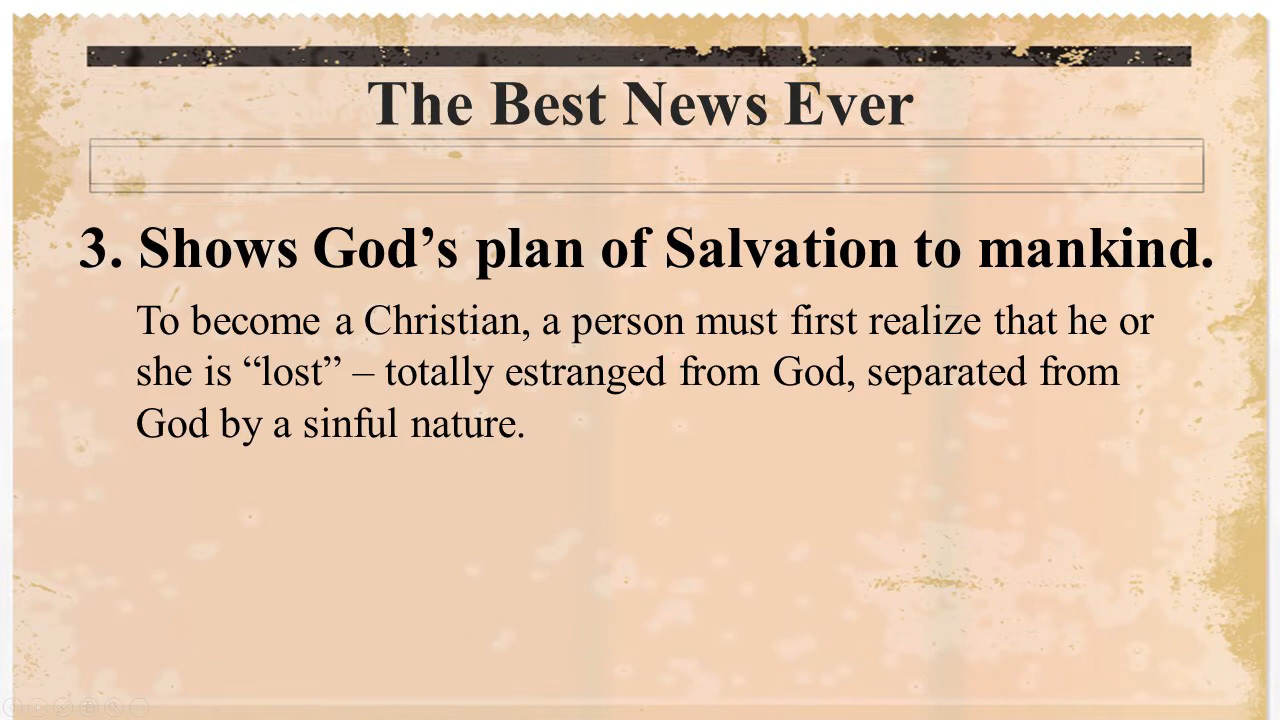 The Best News Ever
3. Shows God’s plan of Salvation to mankind.
To become a Christian, a person must first realize that he or
she is “lost” – totally estranged from God, separated from
God by a sinful nature.